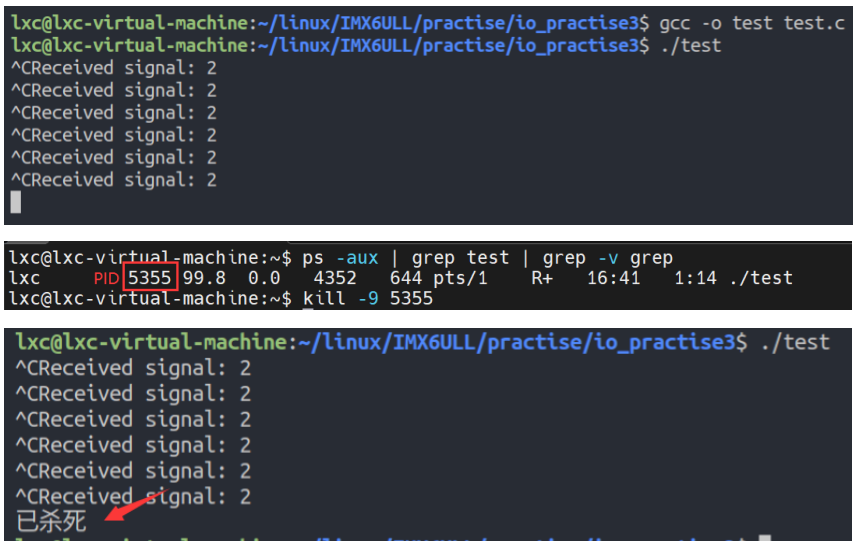 lxc@lxc-virtual-machine:~/linux/IMX6ULL/practise/io_practise3$ gcc -o test test.c
lxc@lxc-virtual-machine:~/linux/IMX6ULL/practise/io_practise3$ ./test
^CReceived signal: 2
^CReceived signal: 2
^CReceived signal: 2
^CReceived signal: 2
^CReceived signal: 2
^CReceived signal: 2
lxc@lxc-virtual-machine:~$ ps -aux | grep test | grep -v grep
lxc PID 5355 99.8 0.0 4352 644 pts/1 R+ 16:41 1:14 ./test
lxc@lxc-virtual-machine:~$ kill -9 5355
lxc@lxc-virtual-machine:~/linux/IMX6ULL/practise/io_practise3$ ./test
^CReceived signal: 2
^CReceived signal: 2
^CReceived signal: 2
^CReceived signal: 2
^CReceived signal: 2
^CReceived signal: 2
已杀死